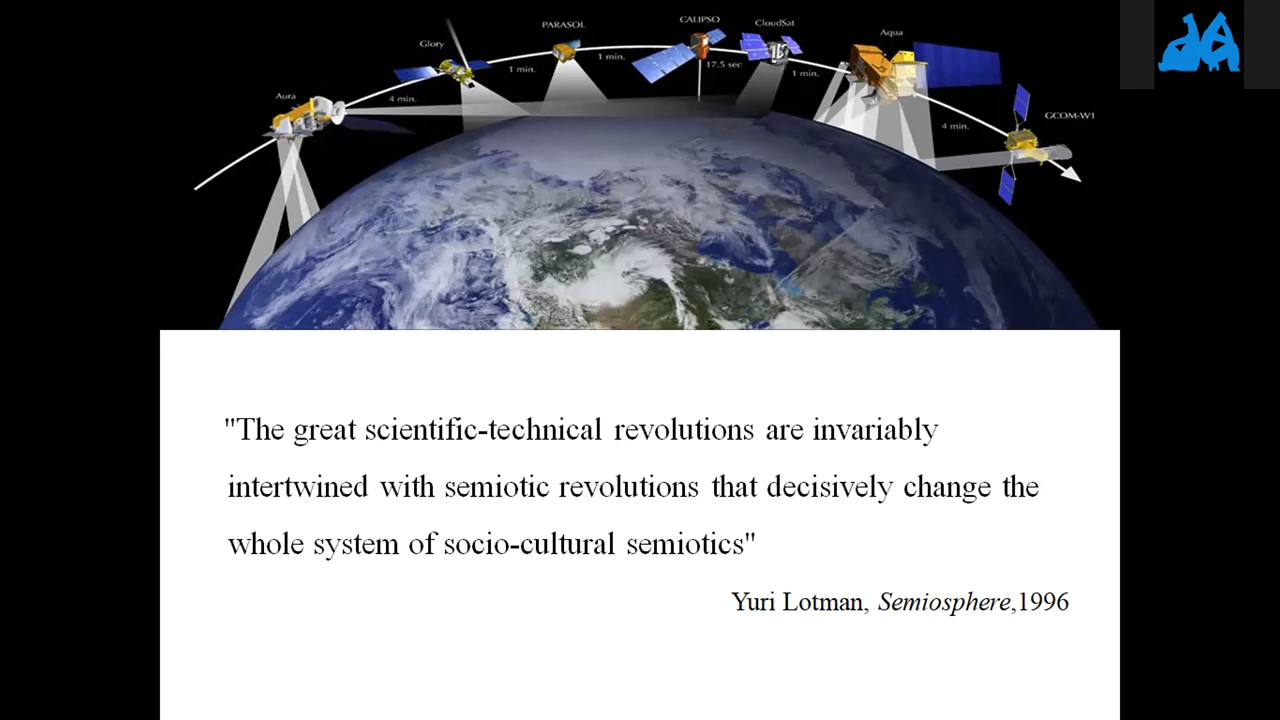 PARASOL
CALIPSO
CloudSat
Glory
Aqua
1 min.
1 min.
17.5 sec
1 min.
Aura
4 min.
4 min.
GCOM-W1
"The great scientific-technical revolutions are invariably
intertwined with semiotic revolutions that decisively change the
whole system of socio-cultural semiotics"
Yuri Lotman, Semiosphere,1996